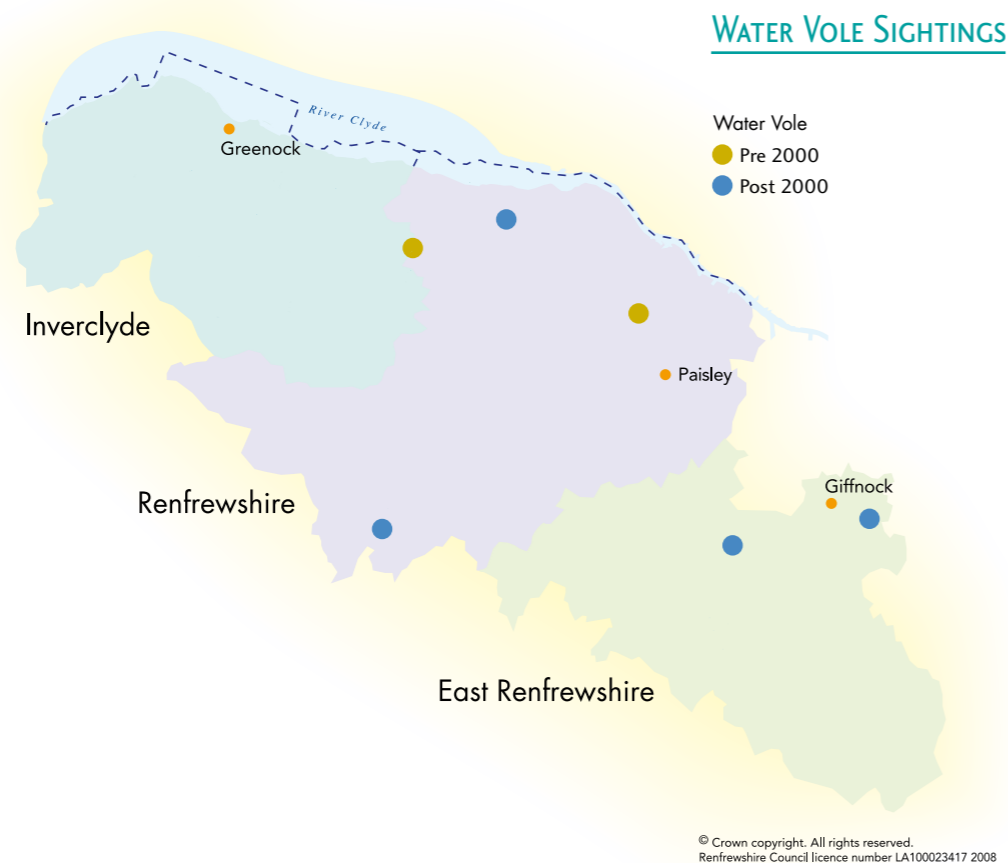 WATER VOLE SIGHTINGS
Water Vole
Pre 2000
Post 2000
River Clyde
Greenock
Inverclyde
Paisley
Renfrewshire
Giffnock
East Renfrewshire
© Crown copyright. All rights reserved.
Renfrewshire Council licence number LA100023417 2008